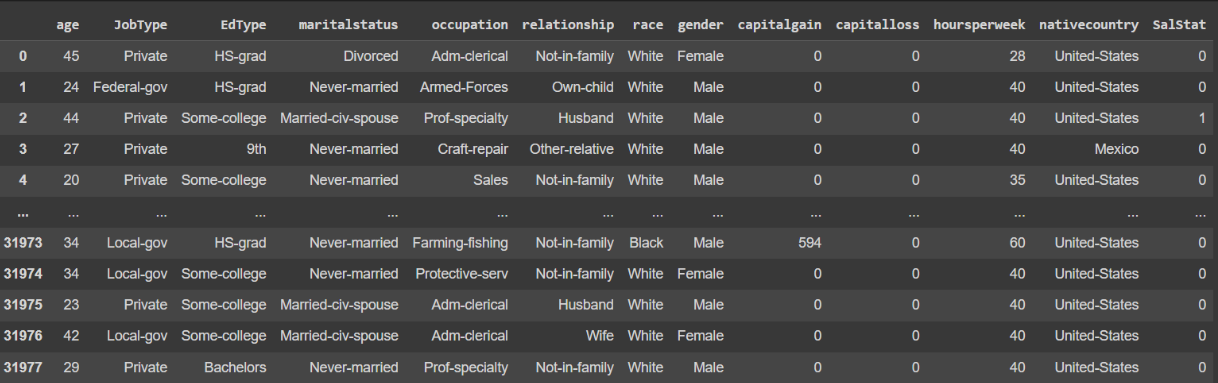 age JobType EdType maritalstatus occupation relationship race gender capitalgain capitalloss hoursperweek nativecountry SalStat
0 45 Private HS-grad Divorced Adm-clerical Not-in-family White Female 0 0 28 United-States 0
1 24 Federal-gov HS-grad Never-married Armed-Forces Own-child White Male 0 0 40 United-States 0
2 44 Private Some-college Married-civ-spouse Prof-specialty Husband White Male 0 0 40 United-States 1
3 27 Private 9th Never-married Craft-repair Other-relative White Male 0 0 40 Mexico 0
4 20 Private Some-college Never-married Sales Not-in-family White Male 0 0 35 United-States 0
... ... ... ... ... ... ... ... ... ... ... ... ... ...
31973 34 Local-gov HS-grad Never-married Farming-fishing Not-in-family Black Male 594 0 60 United-States 0
31974 34 Local-gov Some-college Never-married Protective-serv Not-in-family White Female 0 0 40 United-States 0
31975 23 Private Some-college Married-civ-spouse Adm-clerical Husband White Male 0 0 40 United-States 0
31976 42 Local-gov Some-college Married-civ-spouse Adm-clerical Wife White Female 0 0 40 United-States 0
31977 29 Private Bachelors Never-married Prof-specialty Not-in-family White Male 0 0 40 United-States 0